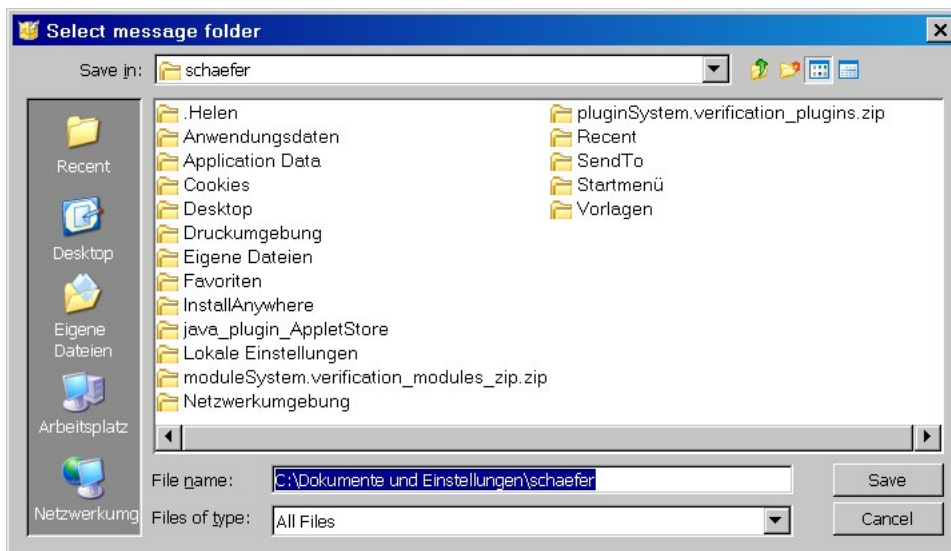 Select message folder
Save in: schaefer
Recent
Desktop
Eigene
Dateien
Arbeitsplatz
Netzwerkumg
.Helen
Anwendungsdaten
Application Data
Cookies
Desktop
Druckumgebung
Eigene Dateien
Favoriten
InstallAnywhere
java_plugin_AppletStore
Lokale Einstellungen
moduleSystem.verification_modules_zip.zip
Netzwerkumgebung
pluginSystem.verification_plugins.zip
Recent
SendTo
Startmenü
Vorlagen
File name: C:\Dokumente und Einstellungen\schaefer
Save
Files of type: All Files
Cancel